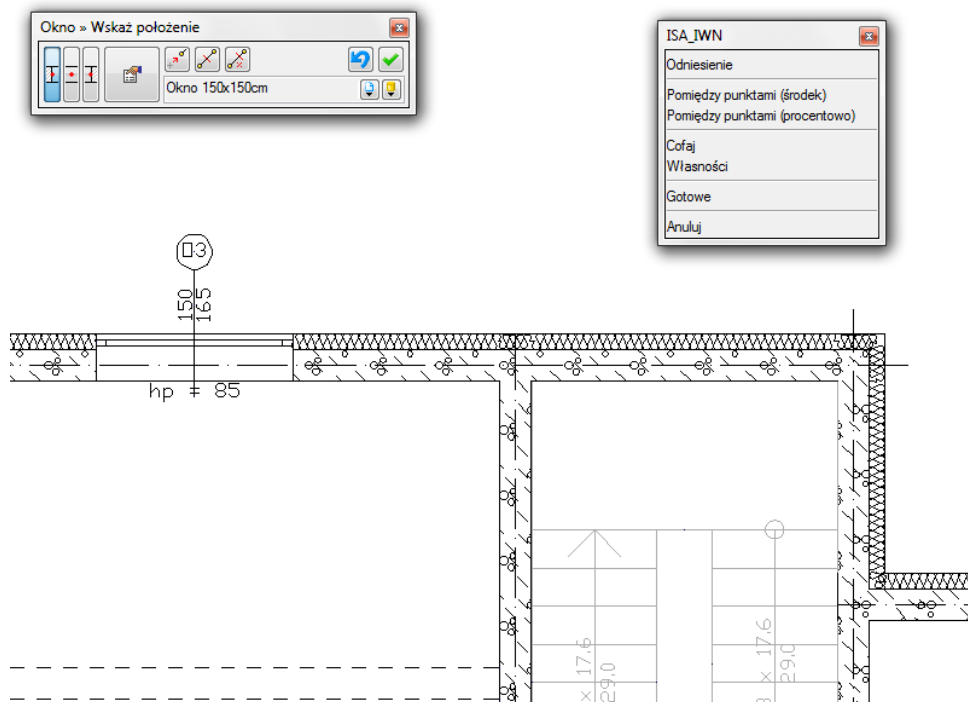 Okno » Wskaż położenie
Okno 150x150cm
ISA_IWN
Odniesienie
Pomiędzy punktami (środek)
Pomiędzy punktami (procentowo)
Cofaj
Własności
Gotowe
Anuluj
3
150
165
hp = 85
x 17.6
29.0
x 17.6
29.0